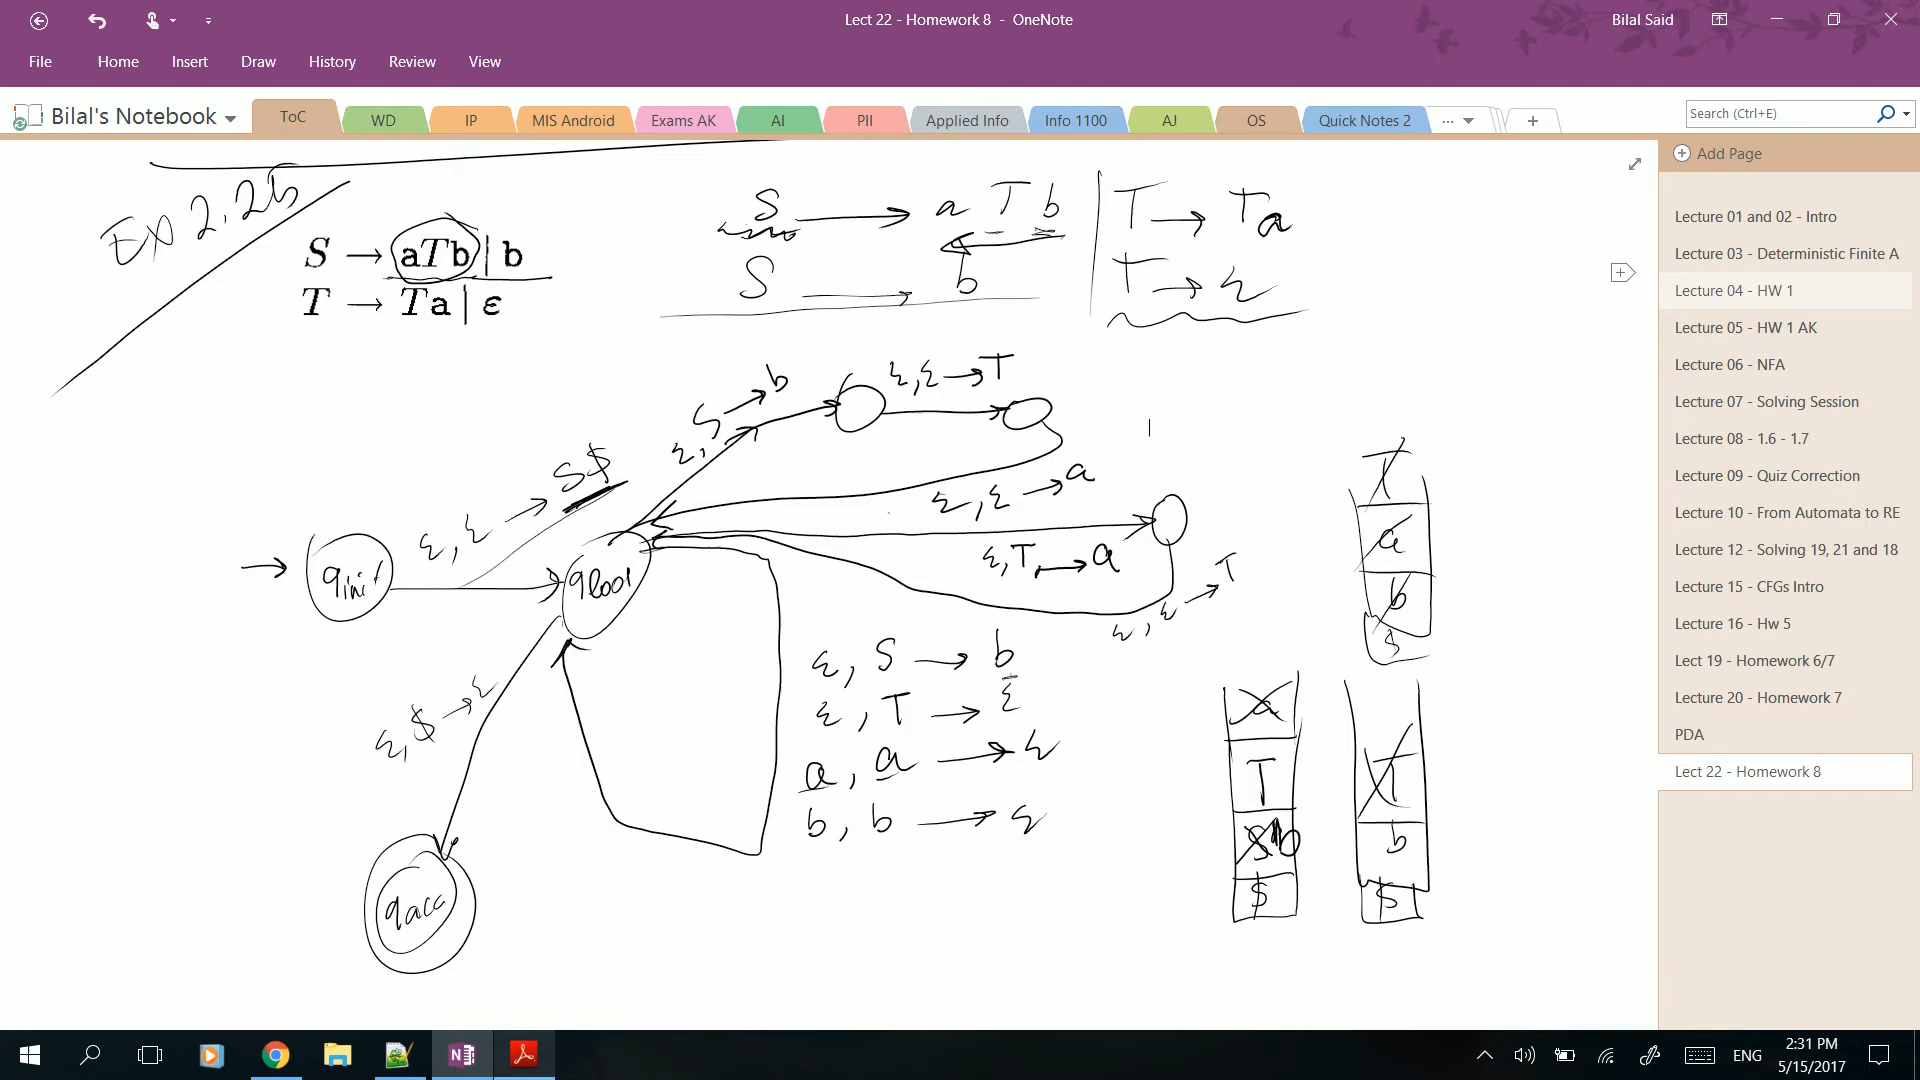 Lect 22 - Homework 8 - OneNote
Bilal Said
File Home Insert Draw History Review View
Bilal's Notebook
ToC WD IP MIS Android Exams AK AI PII Applied Info Info 1100 AJ OS Quick Notes 2 ...
Search (Ctrl+E)
Add Page
Lecture 01 and 02 - Intro
Lecture 03 - Deterministic Finite A
Lecture 04 - HW 1
Lecture 05 - HW 1 AK
Lecture 06 - NFA
Lecture 07 - Solving Session
Lecture 08 - 1.6 - 1.7
Lecture 09 - Quiz Correction
Lecture 10 - From Automata to RE
Lecture 12 - Solving 19, 21 and 18
Lecture 15 - CFGs Intro
Lecture 16 - Hw 5
Lect 19 - Homework 6/7
Lecture 20 - Homework 7
PDA
Lect 22 - Homework 8
Ex 2.26
S → aTb | b
T → Ta | ε
S → a T b
S → b
T → Ta
T → ε
ε, S → b
ε, ε → T
ε, ε → S$
ε, ε → a
ε, T → a
ε, ε → T
qinit
qloop
ε, S → b
ε, T → ε
a, a → ε
b, b → ε
ε, $ → ε
qacc
T
a
b
$
a
T
b
$
T
b
$
ENG
2:31 PM
5/15/2017